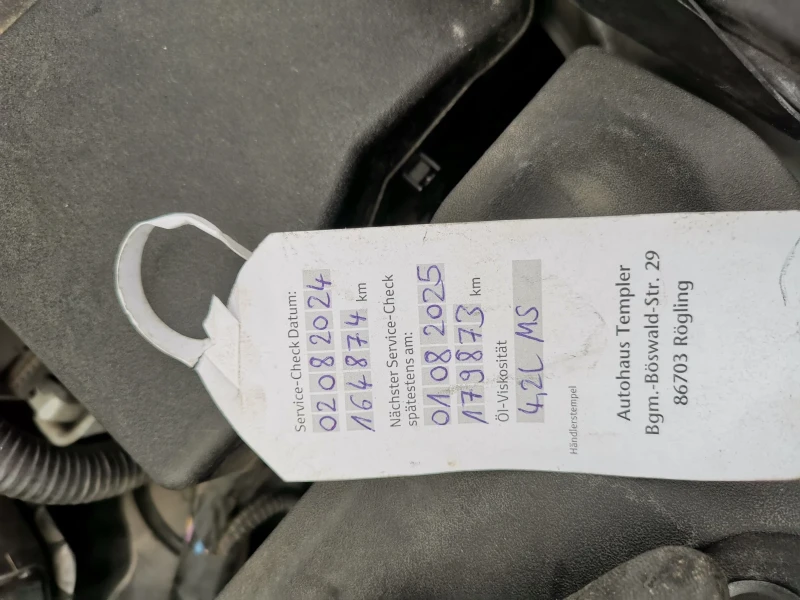 Service-Check Datum:
02082024
164874 km
Nächster Service-Check
spätestens am:
01082025
179873 km
Öl-Viskosität
4,2L MS
Händlerstempel
Autohaus Templer
Bgm.-Böswald-Str. 29
86703 Rögling